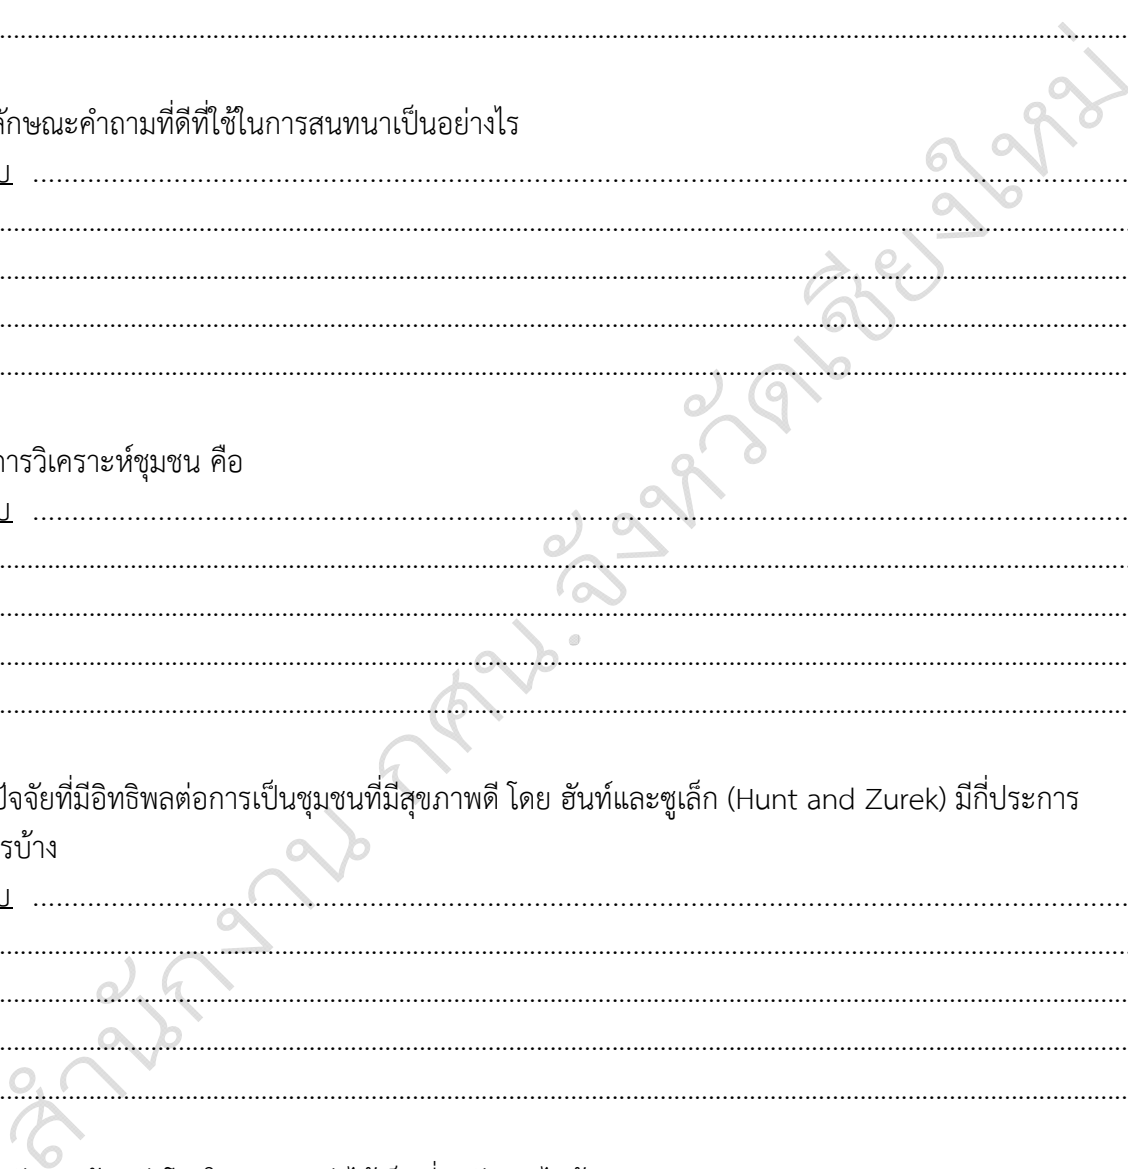 ลักษณะคำถามที่ดีที่ใช้ในการสนทนาเป็นอย่างไร
การวิเคราะห์ชุมชน คือ
ปัจจัยที่มีอิทธิพลต่อการเป็นชุมชนที่มีสุขภาพดี โดย ฮันท์และซูเล็ก (Hunt and Zurek) มีกี่ประการ
รบ้าง
สำนักงาน กศน.จังหวัดเชียงใหม่